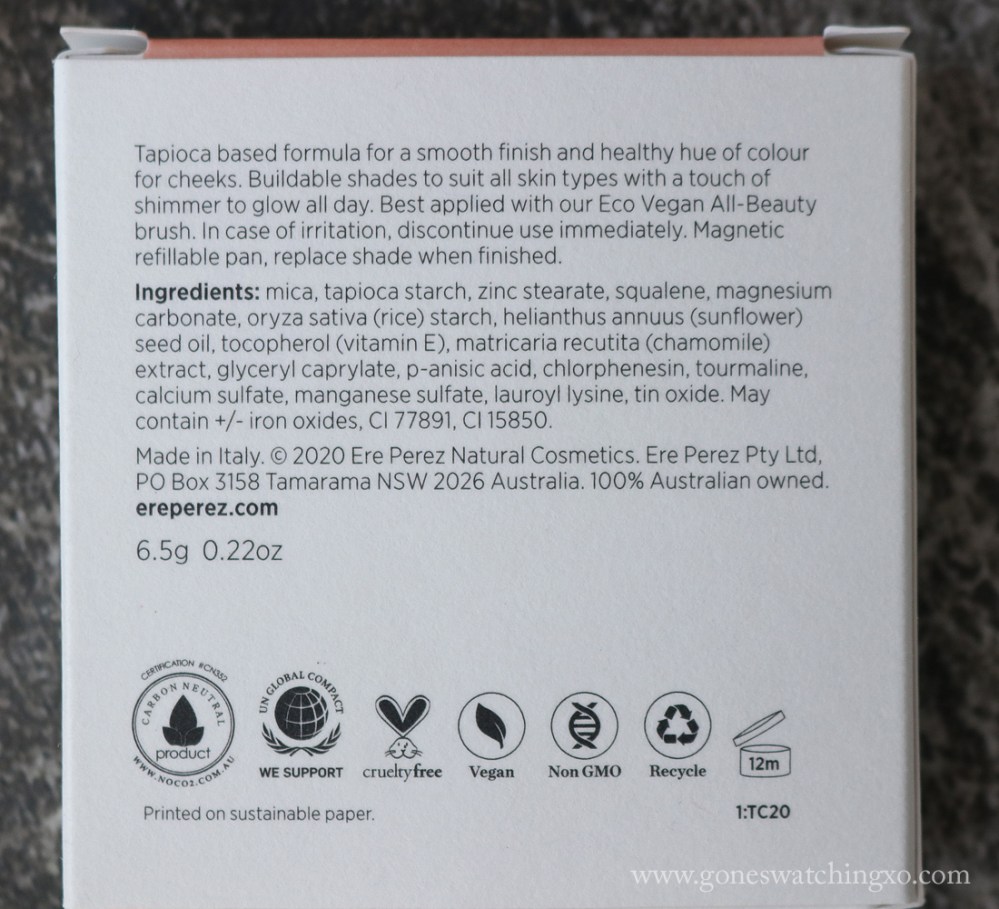 Tapioca based formula for a smooth finish and healthy hue of colour
for cheeks. Buildable shades to suit all skin types with a touch of
shimmer to glow all day. Best applied with our Eco Vegan All-Beauty
brush. In case of irritation, discontinue use immediately. Magnetic
refillable pan, replace shade when finished.
Ingredients: mica, tapioca starch, zinc stearate, squalene, magnesium
carbonate, oryza sativa (rice) starch, helianthus annuus (sunflower)
seed oil, tocopherol (vitamin E), matricaria recutita (chamomile)
extract, glyceryl caprylate, p-anisic acid, chlorphenesin, tourmaline,
calcium sulfate, manganese sulfate, lauroyl lysine, tin oxide. May
contain +/- iron oxides, CI 77891, CI 15850.
Made in Italy. © 2020 Ere Perez Natural Cosmetics. Ere Perez Pty Ltd,
PO Box 3158 Tamarama NSW 2026 Australia. 100% Australian owned.
ereperez.com
6.5g 0.22oz
CERTIFICATION #CN352
CARBON NEUTRAL
product
WWW.NOCO2.COM.AU
UN GLOBAL COMPACT
WE SUPPORT
crueltyfree
Vegan
Non GMO
Recycle
12m
Printed on sustainable paper.
1:TC20
www.goneswatchingxo.com